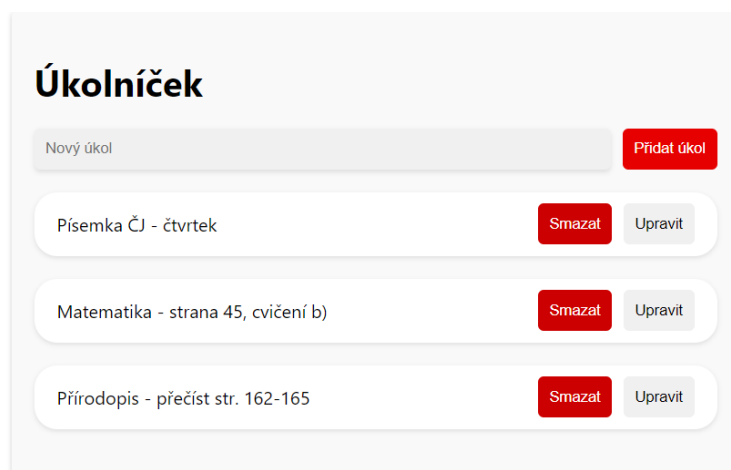 Úkolníček
Nový úkol Přidat úkol
Písemka ČJ - čtvrtek Smazat Upravit
Matematika - strana 45, cvičení b) Smazat Upravit
Přírodopis - přečíst str. 162-165 Smazat Upravit